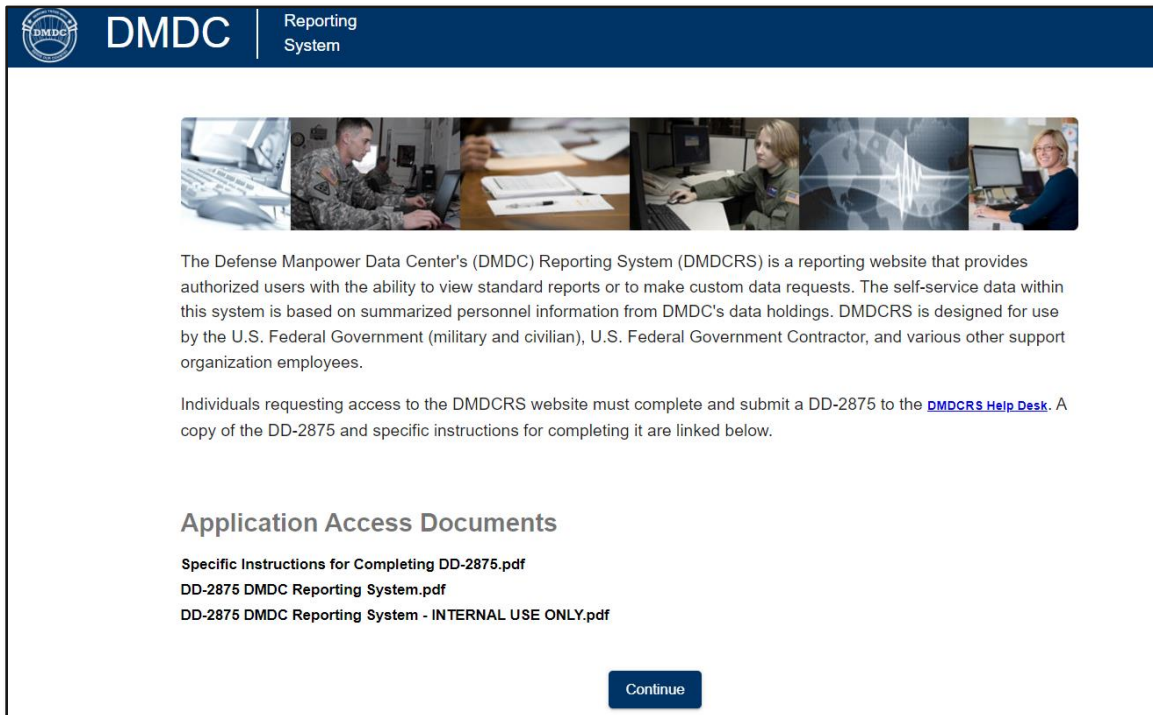 DMDC
DMDC
Reporting
System
The Defense Manpower Data Center's (DMDC) Reporting System (DMDCRS) is a reporting website that provides
authorized users with the ability to view standard reports or to make custom data requests. The self-service data within
this system is based on summarized personnel information from DMDC's data holdings. DMDCRS is designed for use
by the U.S. Federal Government (military and civilian), U.S. Federal Government Contractor, and various other support
organization employees.
Individuals requesting access to the DMDCRS website must complete and submit a DD-2875 to the DMDCRS Help Desk. A
copy of the DD-2875 and specific instructions for completing it are linked below.
Application Access Documents
Specific Instructions for Completing DD-2875.pdf
DD-2875 DMDC Reporting System.pdf
DD-2875 DMDC Reporting System - INTERNAL USE ONLY.pdf
Continue